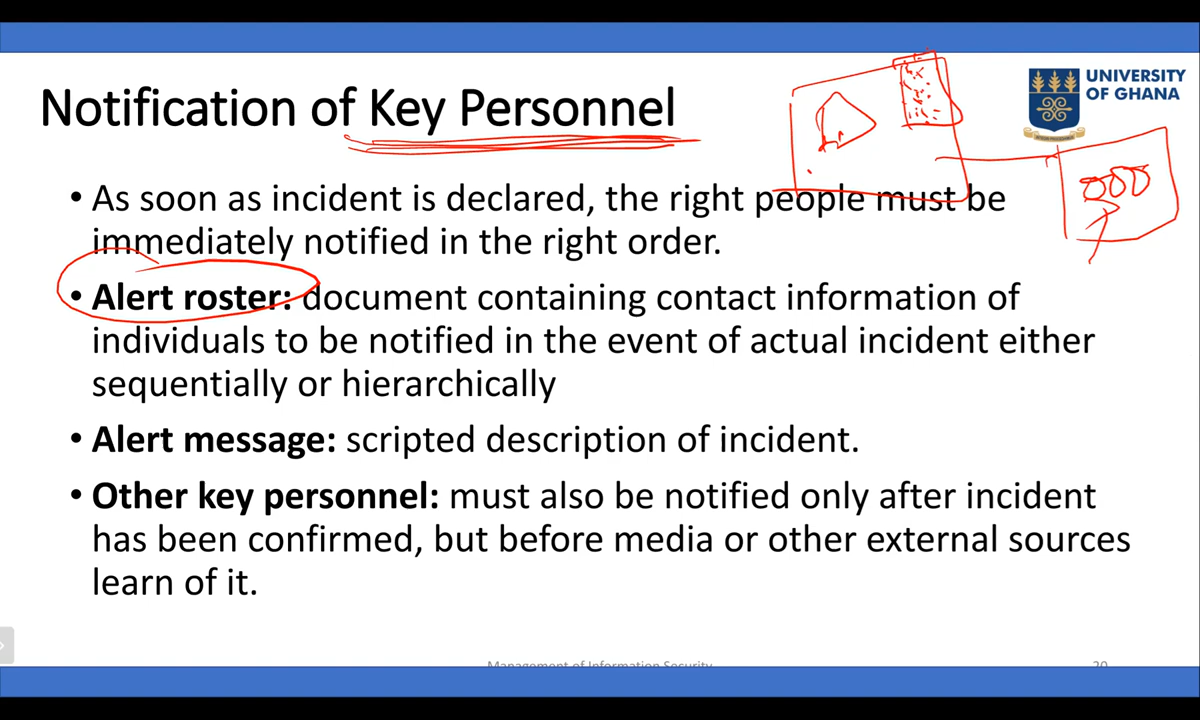 Notification of Key Personnel
UNIVERSITY
OF GHANA
• As soon as incident is declared, the right people must be
immediately notified in the right order.
• Alert roster: document containing contact information of
individuals to be notified in the event of actual incident either
sequentially or hierarchically
• Alert message: scripted description of incident.
• Other key personnel: must also be notified only after incident
has been confirmed, but before media or other external sources
learn of it.
Management of Information Security
20